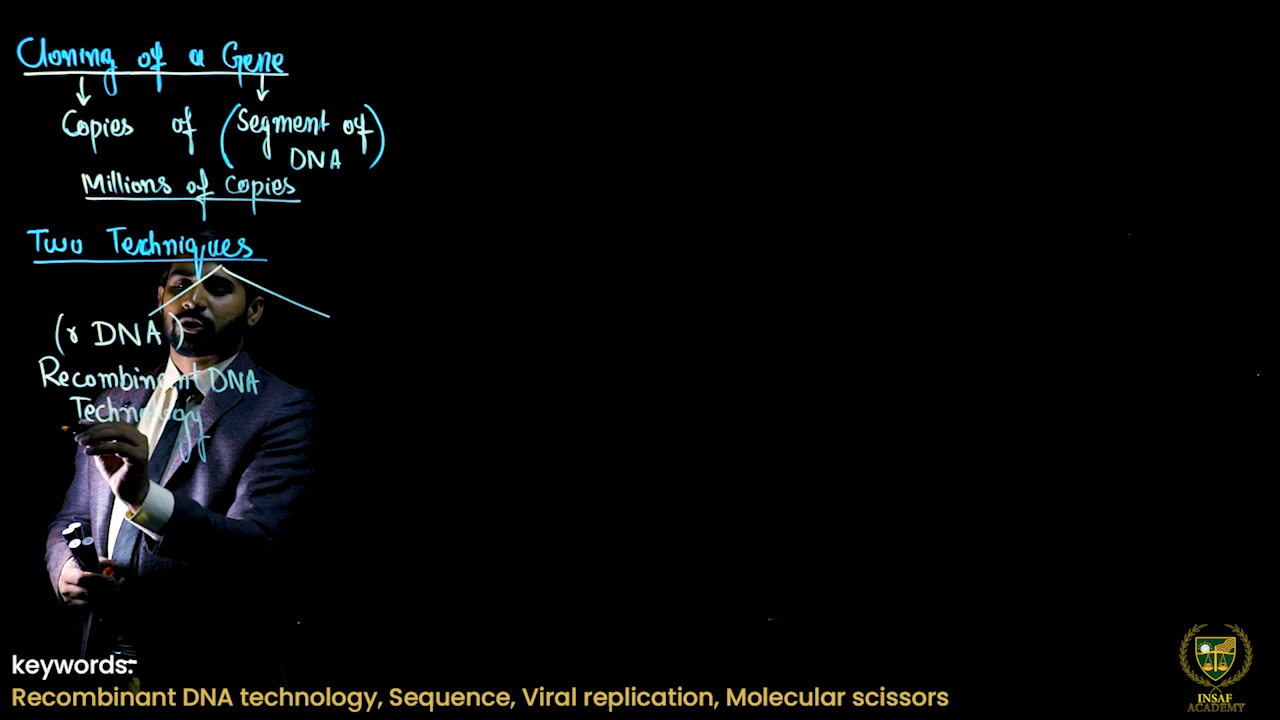 Cloning of a Gene
Copies of (Segment of
DNA)
Millions of Copies
Two Techniques
(r DNA)
Recombinant DNA
Technology
keywords:
Recombinant DNA technology, Sequence, Viral replication, Molecular scissors
INSAF
ACADEMY